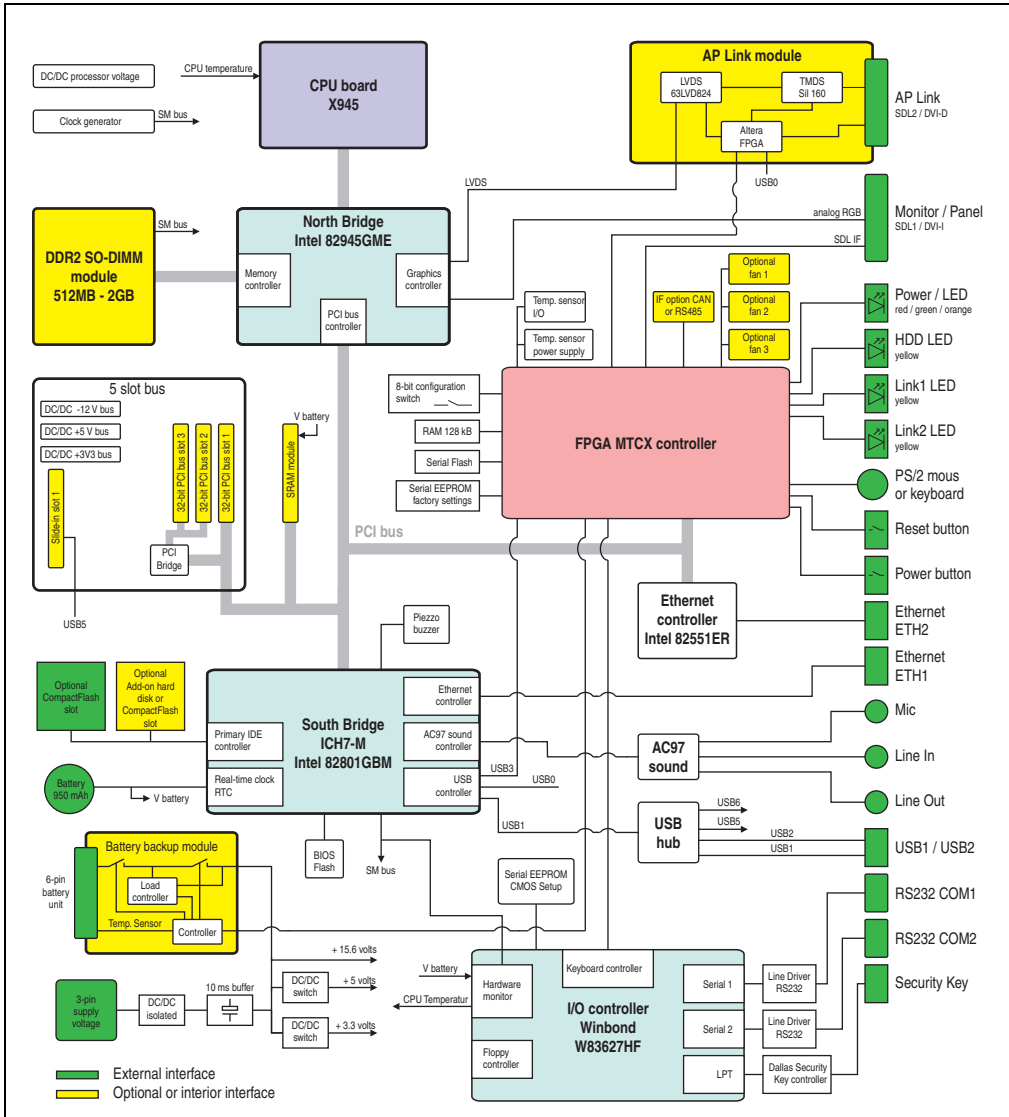 DC/DC processor voltage
CPU temperature
Clock generator
SM bus
CPU board
X945
AP Link module
LVDS
63LVD824
TMDS
Sil 160
Altera
FPGA
USB0
AP Link
SDL2 / DVI-D
LVDS
DDR2 SO-DIMM
module
512MB - 2GB
SM bus
North Bridge
Intel 82945GME
Memory
controller
Graphics
controller
PCI bus
controller
analog RGB
SDL IF
Monitor / Panel
SDL1 / DVI-I
Temp. sensor
I/O
Temp. sensor
power supply
IF option CAN
or RS485
Optional
fan 1
Optional
fan 2
Optional
fan 3
Power / LED
red / green / orange
HDD LED
yellow
Link1 LED
yellow
Link2 LED
yellow
PS/2 mous
or keyboard
Reset button
Power button
8-bit configuration
switch
RAM 128 kB
Serial Flash
Serial EEPROM
factory settings
FPGA MTCX controller
5 slot bus
DC/DC -12 V bus
DC/DC +5 V bus
DC/DC +3V3 bus
Slide-in slot 1
32-bit PCI bus slot 3
32-bit PCI bus slot 2
32-bit PCI bus slot 1
PCI
Bridge
USB5
V battery
SRAM module
PCI bus
Ethernet
controller
Intel 82551ER
Ethernet
ETH2
Ethernet
ETH1
Piezzo
buzzer
Optional
CompactFlash
slot
Optional
Add-on hard
disk or
CompactFlash
slot
South Bridge
ICH7-M
Intel 82801GBM
Primary IDE
controller
Real-time clock
RTC
Ethernet
controller
AC97 sound
controller
USB
controller
USB3
USB0
USB1
Battery
950 mAh
V battery
AC97
sound
Mic
Line In
Line Out
USB
hub
USB6
USB5
USB2
USB1
USB1 / USB2
BIOS
Flash
SM bus
Battery backup module
Load
controller
Temp. Sensor
Controller
6-pin
battery
unit
Serial EEPROM
CMOS Setup
RS232 COM1
RS232 COM2
Security Key
+ 15.6 volts
DC/DC
switch
+ 5 volts
DC/DC
switch
+ 3.3 volts
3-pin
supply
voltage
DC/DC
isolated
10 ms buffer
V battery
CPU Temperatur
Hardware
monitor
Floppy
controller
Keyboard controller
I/O controller
Winbond
W83627HF
Serial 1
Serial 2
LPT
Line Driver
RS232
Line Driver
RS232
Dallas Security
Key controller
External interface
Optional or interior interface